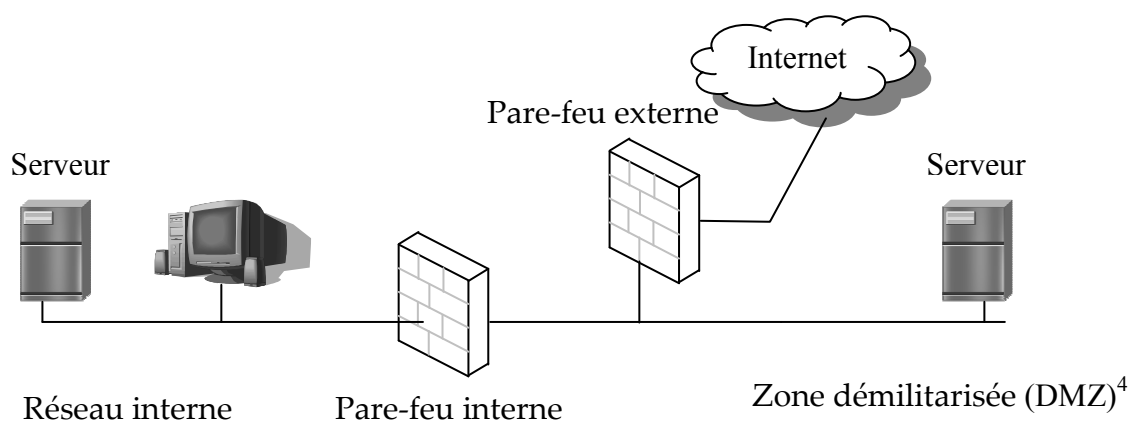 Internet
Pare-feu externe
Serveur
Serveur
Réseau interne
Pare-feu interne
Zone démilitarisée (DMZ)⁴